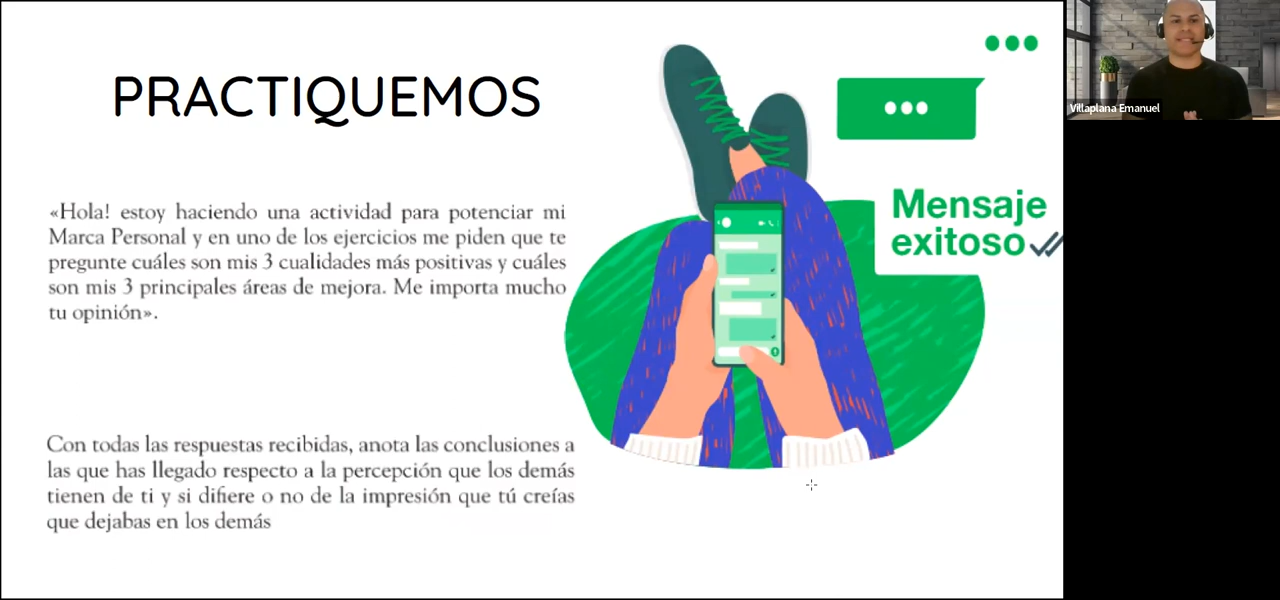 PRACTIQUEMOS
«Hola! estoy haciendo una actividad para potenciar mi
Marca Personal y en uno de los ejercicios me piden que te
pregunte cuáles son mis 3 cualidades más positivas y cuáles
son mis 3 principales áreas de mejora. Me importa mucho
tu opinión».
Con todas las respuestas recibidas, anota las conclusiones a
las que has llegado respecto a la percepción que los demás
tienen de ti y si difiere o no de la impresión que tú creías
que dejabas en los demás
Mensaje
exitoso
Villaplana Emanuel